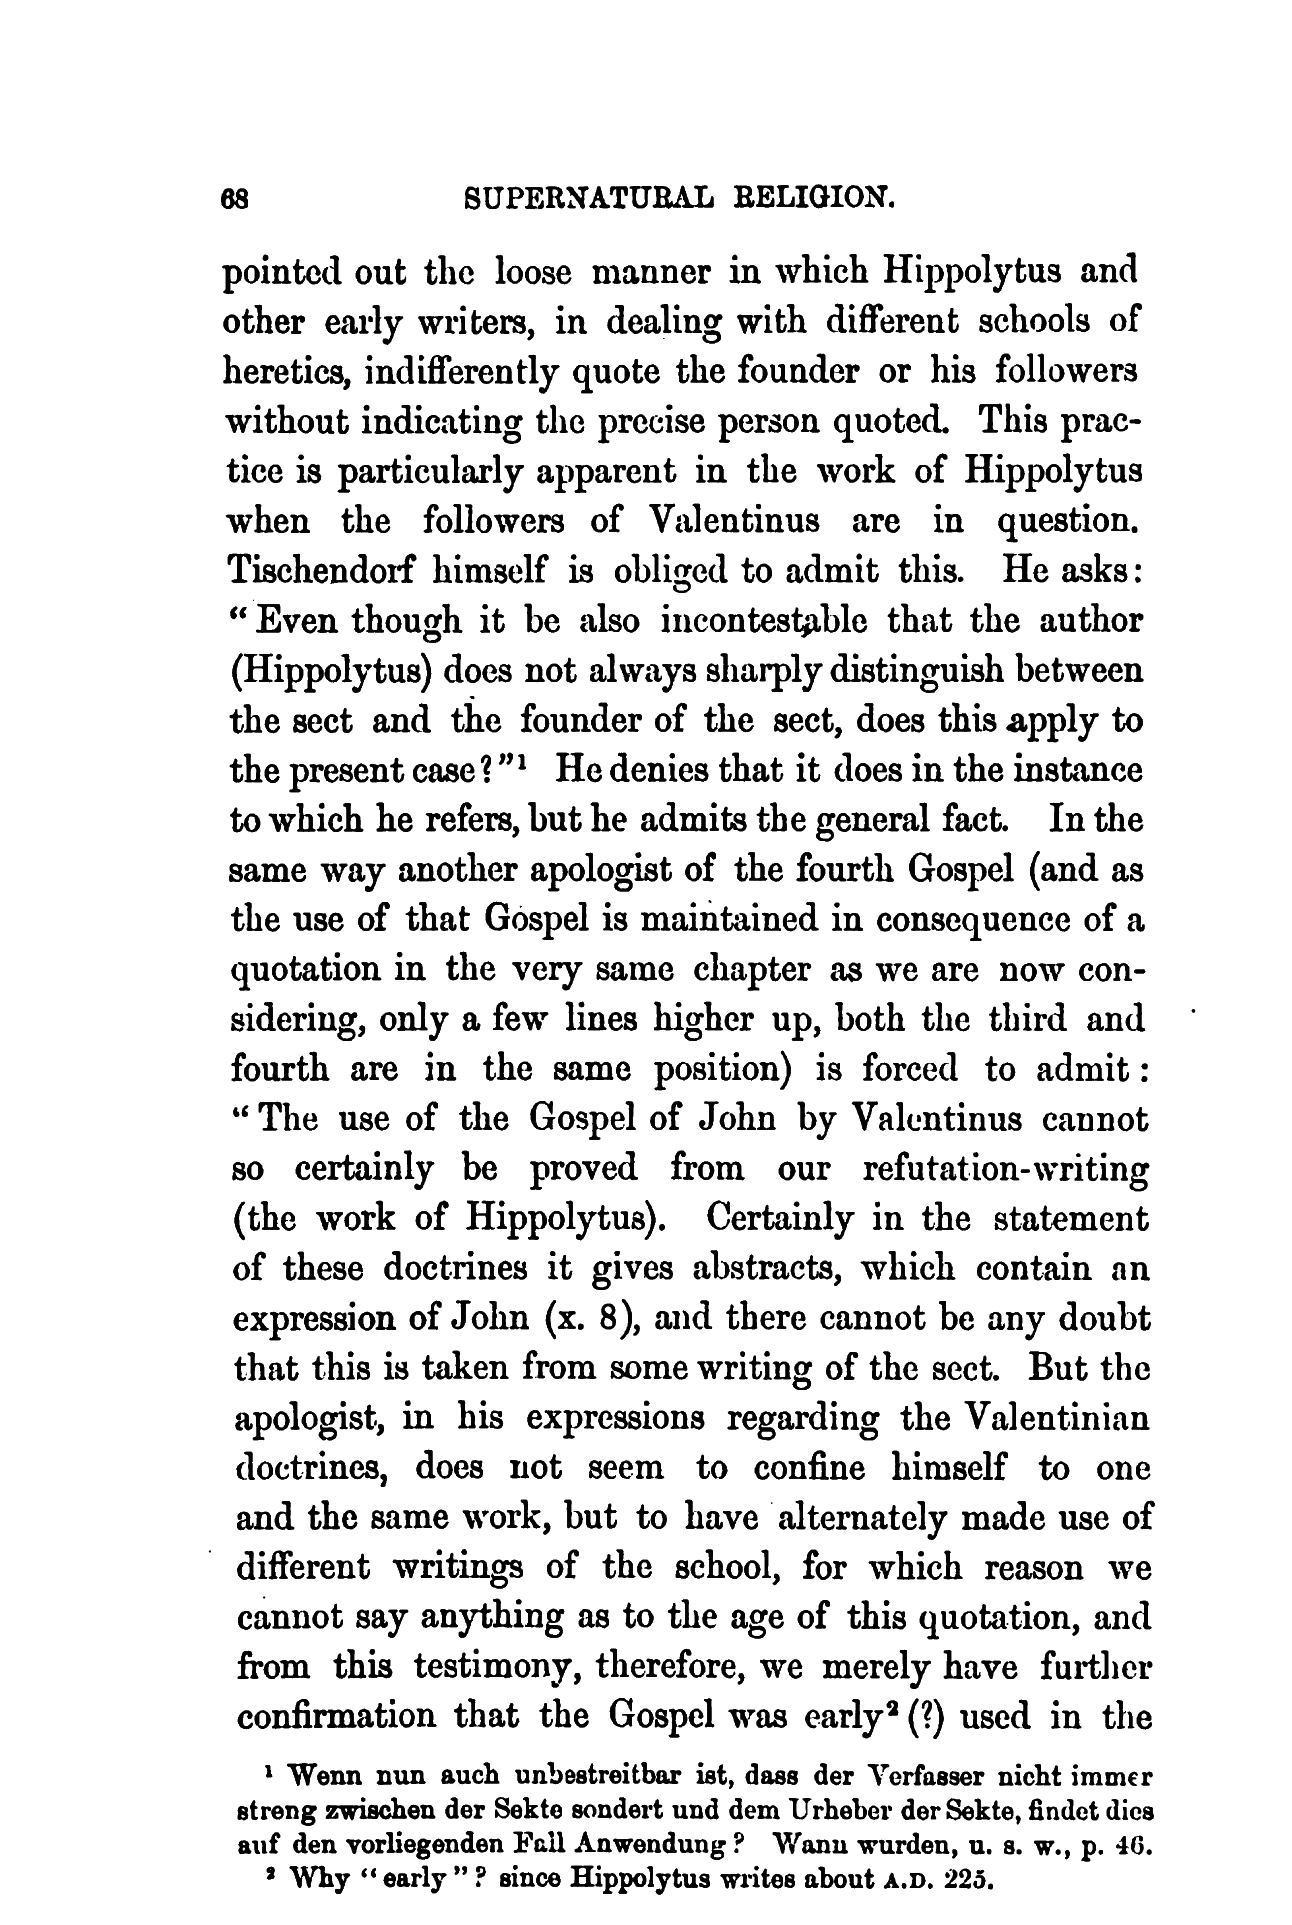 68 SUPERNATURAL RELIGION.
pointed out the loose manner in which Hippolytus and
other early writers, in dealing with different schools of
heretics, indifferently quote the founder or his followers
without indicating the precise person quoted. This prac-
tice is particularly apparent in the work of Hippolytus
when the followers of Valentinus are in question.
Tischendorf himself is obliged to admit this. He asks:
“Even though it be also incontestable that the author
(Hippolytus) does not always sharply distinguish between
the sect and the founder of the sect, does this apply to
the present case?”¹ He denies that it does in the instance
to which he refers, but he admits the general fact. In the
same way another apologist of the fourth Gospel (and as
the use of that Gospel is maintained in consequence of a
quotation in the very same chapter as we are now con-
sidering, only a few lines higher up, both the third and
fourth are in the same position) is forced to admit:
“The use of the Gospel of John by Valentinus cannot
so certainly be proved from our refutation-writing
(the work of Hippolytus). Certainly in the statement
of these doctrines it gives abstracts, which contain an
expression of John (x. 8), and there cannot be any doubt
that this is taken from some writing of the sect. But the
apologist, in his expressions regarding the Valentinian
doctrines, does not seem to confine himself to one
and the same work, but to have alternately made use of
different writings of the school, for which reason we
cannot say anything as to the age of this quotation, and
from this testimony, therefore, we merely have further
confirmation that the Gospel was early² (?) used in the
¹ Wenn nun auch unbestreitbar ist, dass der Verfasser nicht immer
streng zwischen der Sekte sondert und dem Urheber der Sekte, findet dies
auf den vorliegenden Fall Anwendung? Wann wurden, u. s. w., p. 46.
² Why “early”? since Hippolytus writes about A.D. 225.